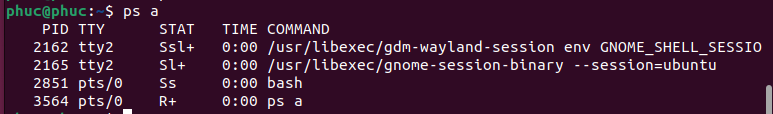 phuc@phuc:~$ ps a
    PID TTY      STAT   TIME COMMAND
   2162 tty2     Ssl+   0:00 /usr/libexec/gdm-wayland-session env GNOME_SHELL_SESSIO
   2165 tty2     Sl+    0:00 /usr/libexec/gnome-session-binary --session=ubuntu
   2851 pts/0    Ss     0:00 bash
   3564 pts/0    R+     0:00 ps a